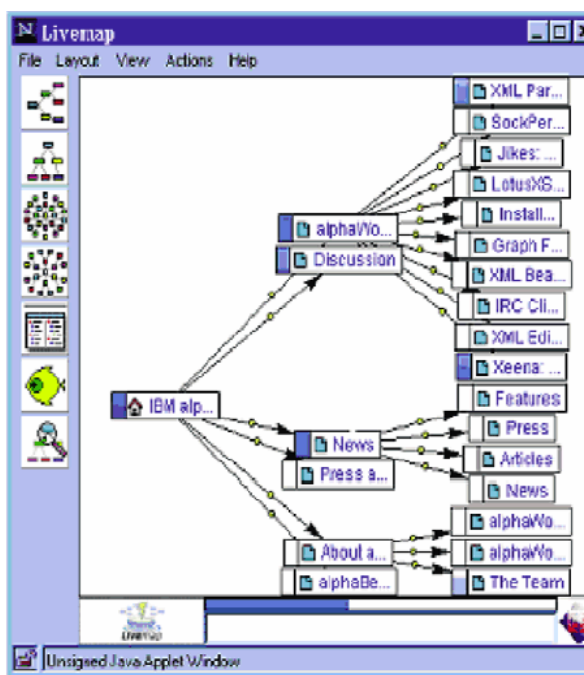 Livemap
File Layout View Actions Help
XML Par...
SockPer...
Jikes: ...
LotusXS...
alphaWo...
Install...
Discussion
Graph F...
XML Bea...
IRC Cli...
XML Edi...
Xeena: ...
IBM alp...
Features
News
Press
Press a...
Articles
News
alphaWo...
About a...
alphaWo...
alphaBe...
The Team
Livemap
Unsigned Java Applet Window